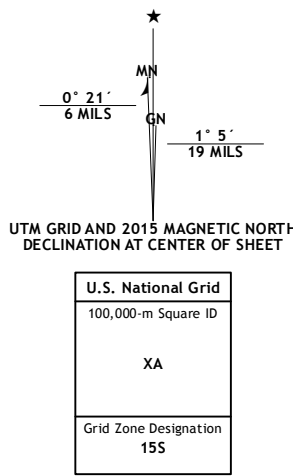 MN
0° 21´
6 MILS
GN
1° 5´
19 MILS
UTM GRID AND 2015 MAGNETIC NORTH
DECLINATION AT CENTER OF SHEET
U.S. National Grid
100,000-m Square ID
XA
Grid Zone Designation
15S